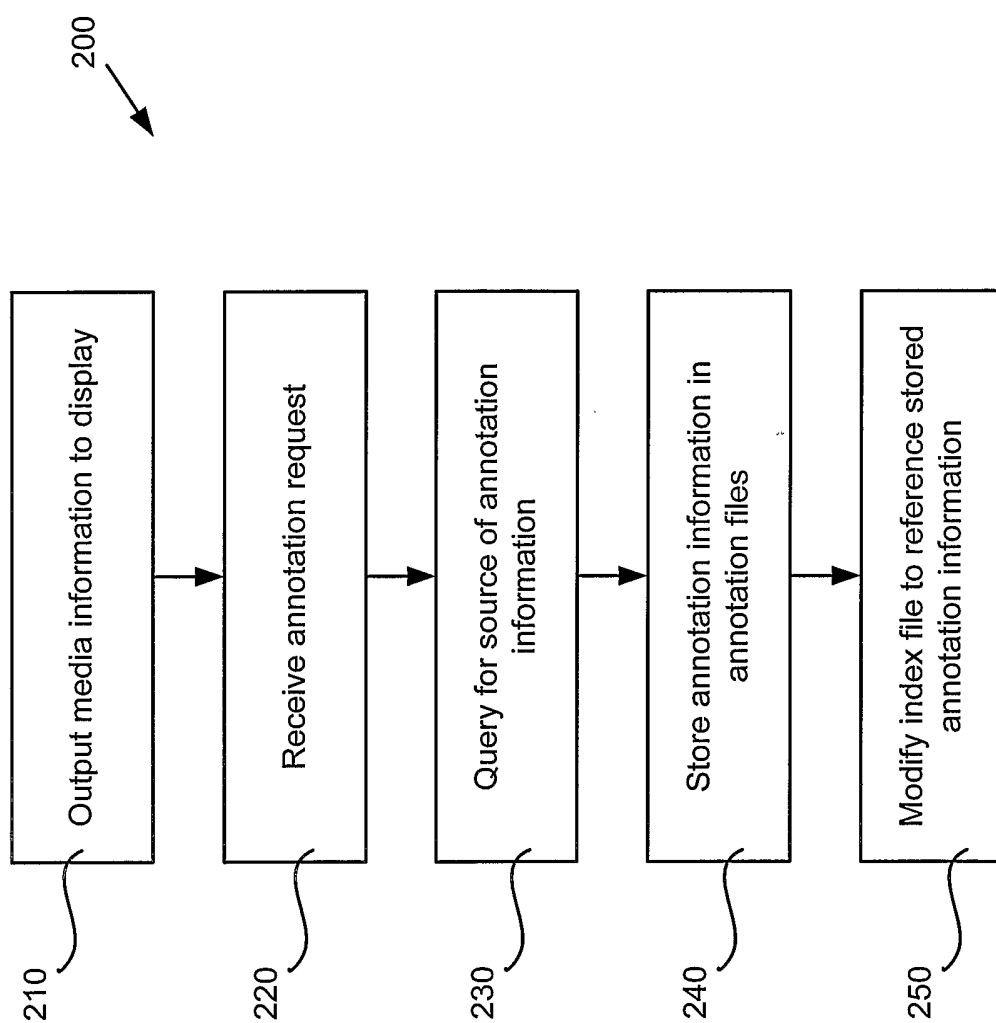 200
210
Output media information to display
220
Receive annotation request
230
Query for source of annotation
information
240
Store annotation information in
annotation files
250
Modify index file to reference stored
annotation information